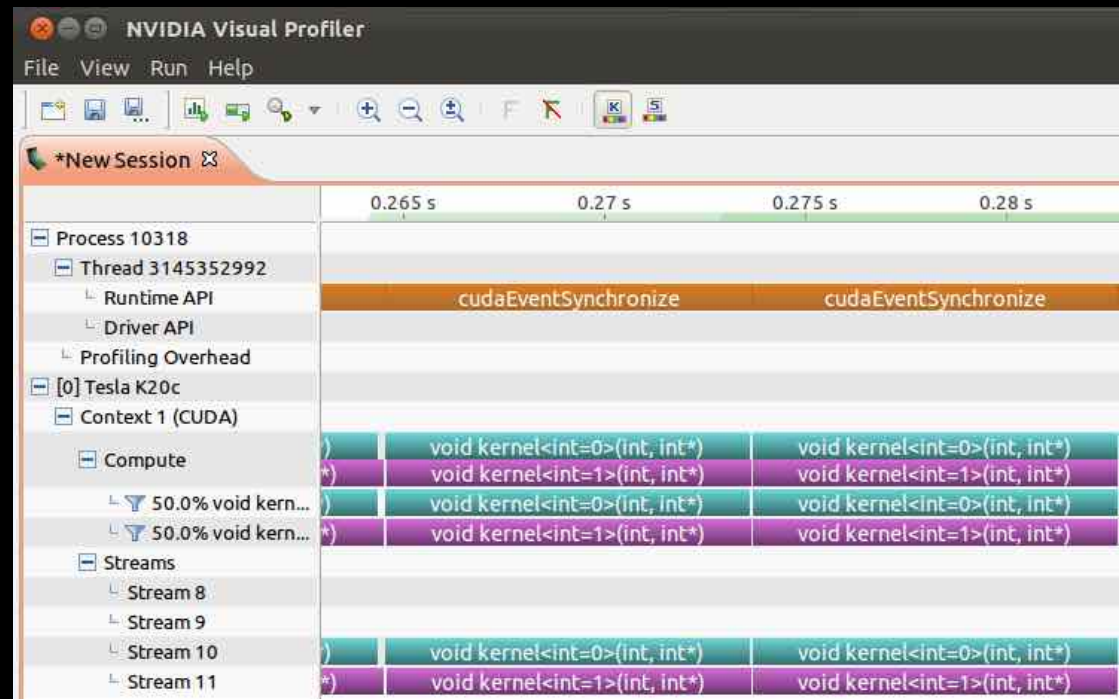 NVIDIA Visual Profiler
File View Run Help
K S
*New Session
0.265 s 0.27 s 0.275 s 0.28 s
Process 10318
Thread 3145352992
Runtime API cudaEventSynchronize cudaEventSynchronize
Driver API
Profiling Overhead
[0] Tesla K20c
Context 1 (CUDA)
Compute
) void kernel<int=0>(int, int*) void kernel<int=0>(int, int*)
*) void kernel<int=1>(int, int*) void kernel<int=1>(int, int*)
50.0% void kern... ) void kernel<int=0>(int, int*) void kernel<int=0>(int, int*)
50.0% void kern... *) void kernel<int=1>(int, int*) void kernel<int=1>(int, int*)
Streams
Stream 8
Stream 9
Stream 10 ) void kernel<int=0>(int, int*) void kernel<int=0>(int, int*)
Stream 11 *) void kernel<int=1>(int, int*) void kernel<int=1>(int, int*)